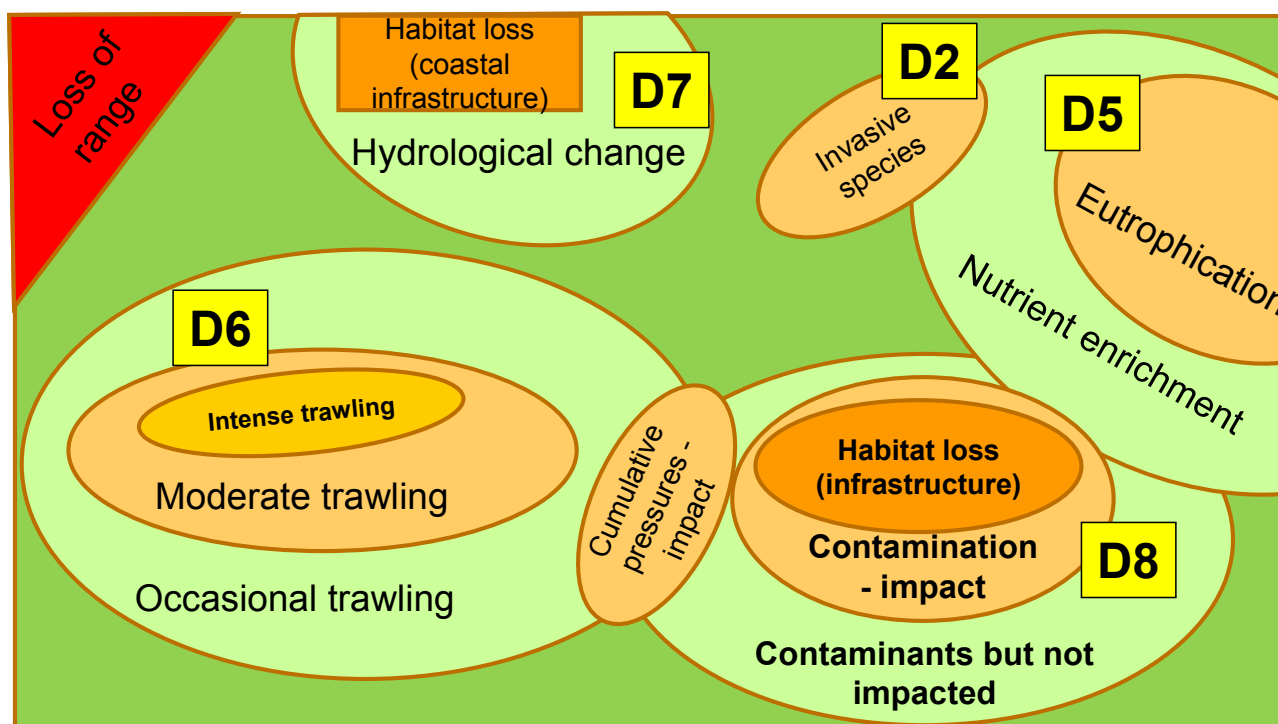 Loss of
range
Habitat loss
(coastal
infrastructure)
D7
Hydrological change
D2
Invasive
species
D5
Eutrophication
Nutrient enrichment
D6
Intense trawling
Moderate trawling
Occasional trawling
Cumulative
pressures -
impact
Habitat loss
(infrastructure)
Contamination
- impact
D8
Contaminants but not
impacted